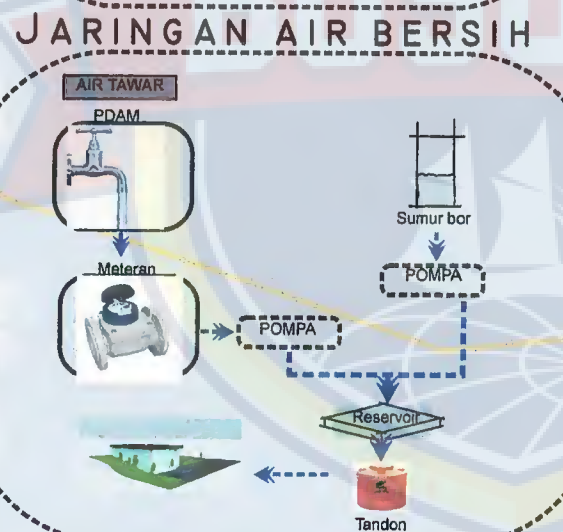 JARINGAN AIR BERSIH
AIR TAWAR
PDAM
Sumur bor
Meteran
POMPA
POMPA
Reservoir
Tandon